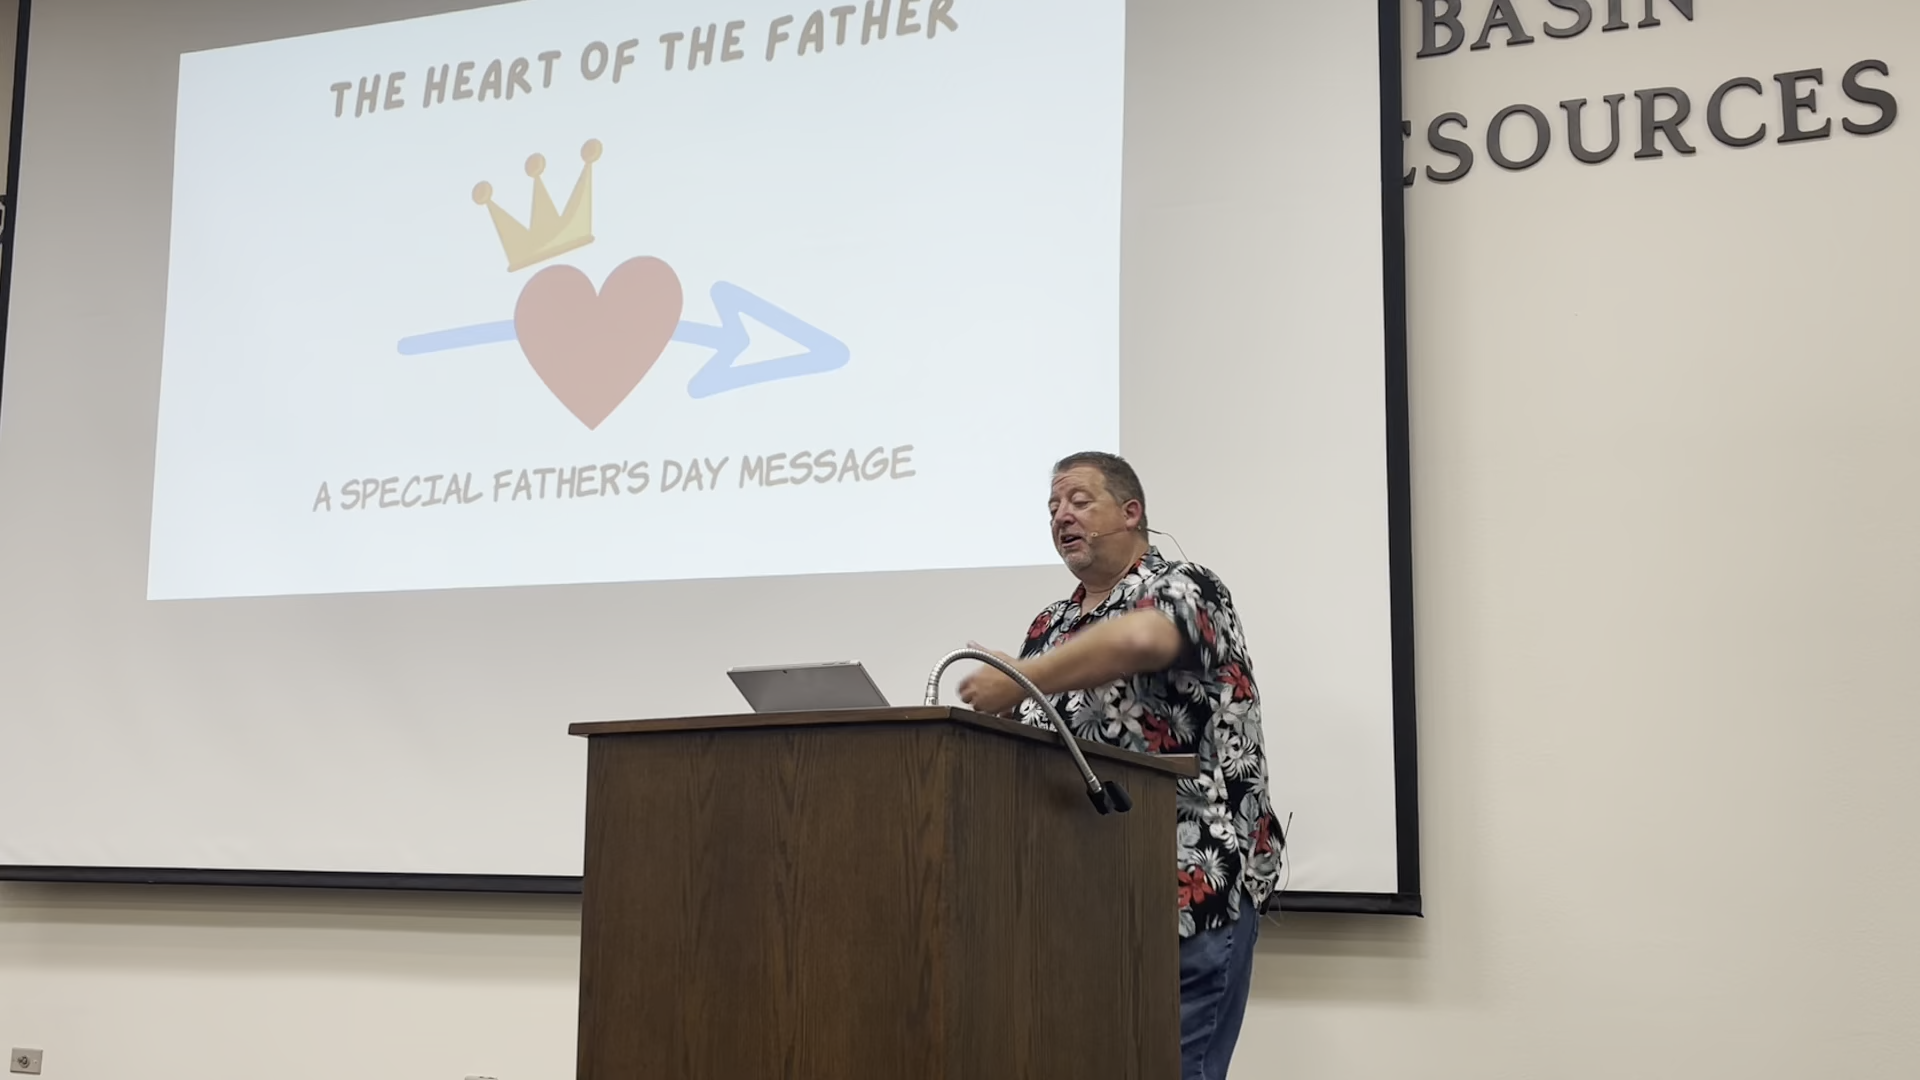 THE HEART OF THE FATHER
A SPECIAL FATHER'S DAY MESSAGE
BASIN
ESOURCES